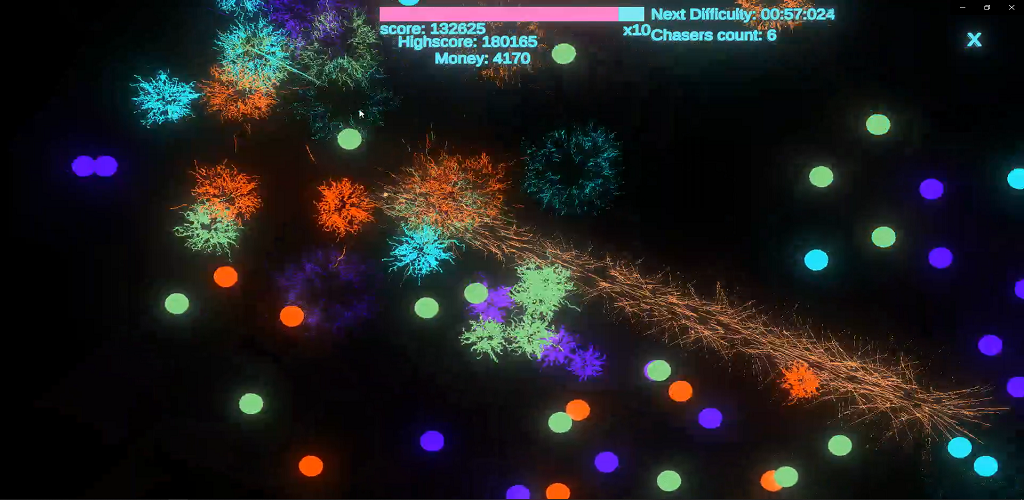 Next Difficulty: 00:57:024
score: 132625
x10
Chasers count: 6
Highscore: 180165
Money: 4170
X